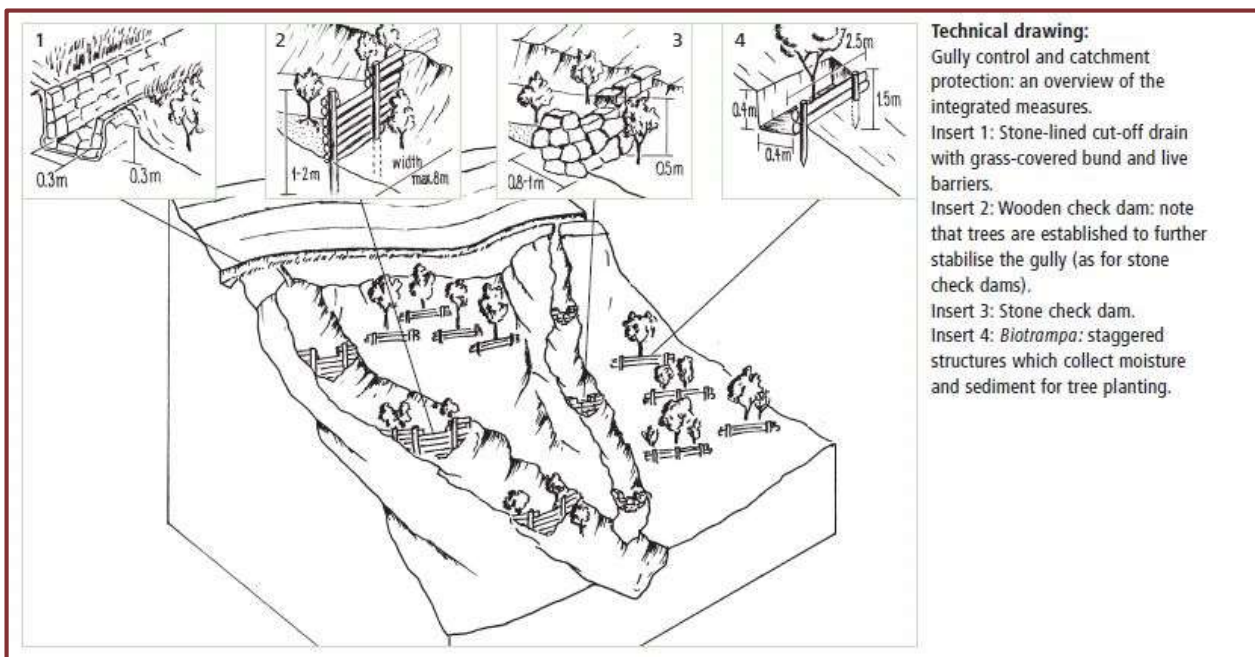 1
0.3m
0.3m
2
1-2m
width
max.8m
3
0.8-1m
0.5m
4
2.5m
0.4m
1.5m
0.4m
Technical drawing:
Gully control and catchment
protection: an overview of the
integrated measures.
Insert 1: Stone-lined cut-off drain
with grass-covered bund and live
barriers.
Insert 2: Wooden check dam: note
that trees are established to further
stabilise the gully (as for stone
check dams).
Insert 3: Stone check dam.
Insert 4: Biotrampa: staggered
structures which collect moisture
and sediment for tree planting.